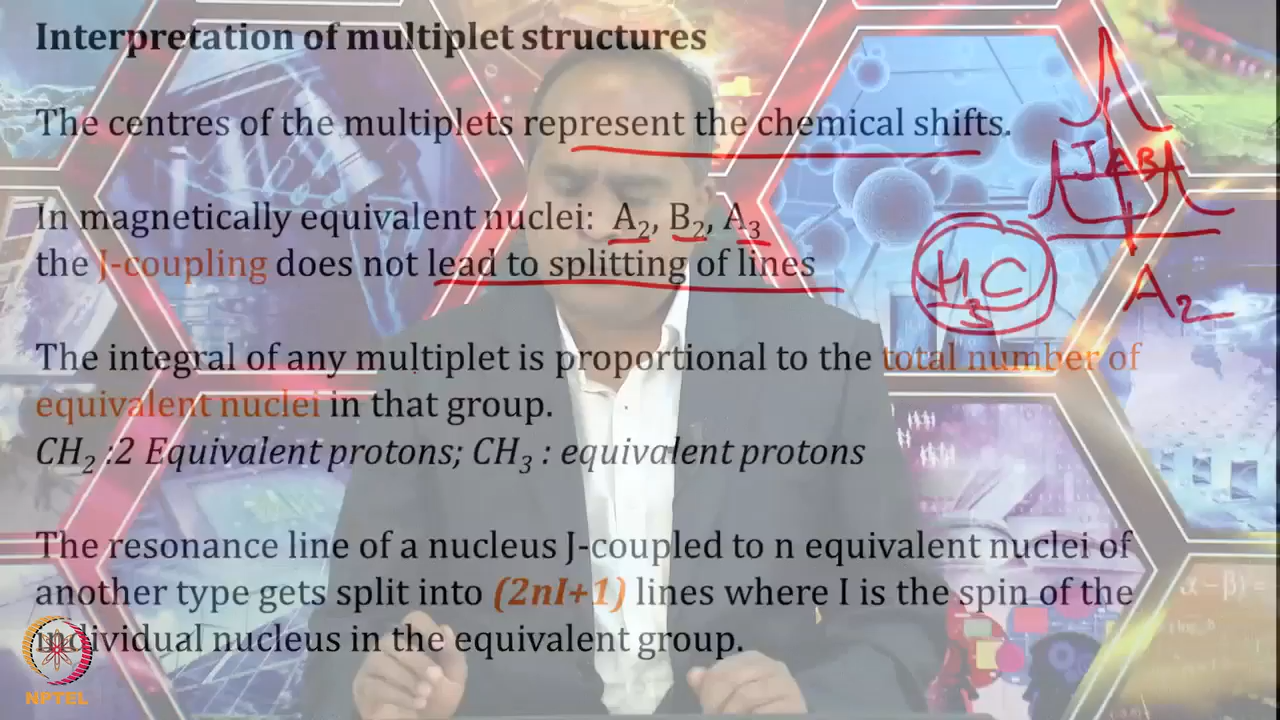 Interpretation of multiplet structures
The centres of the multiplets represent the chemical shifts.
J AB
In magnetically equivalent nuclei: A₂, B₂, A₃
the J-coupling does not lead to splitting of lines
H₃C
A₂
The integral of any multiplet is proportional to the total number of
equivalent nuclei in that group.
CH₂ :2 Equivalent protons; CH₃ : equivalent protons
The resonance line of a nucleus J-coupled to n equivalent nuclei of
another type gets split into (2nI+1) lines where I is the spin of the
individual nucleus in the equivalent group.
α-β)
NPTEL